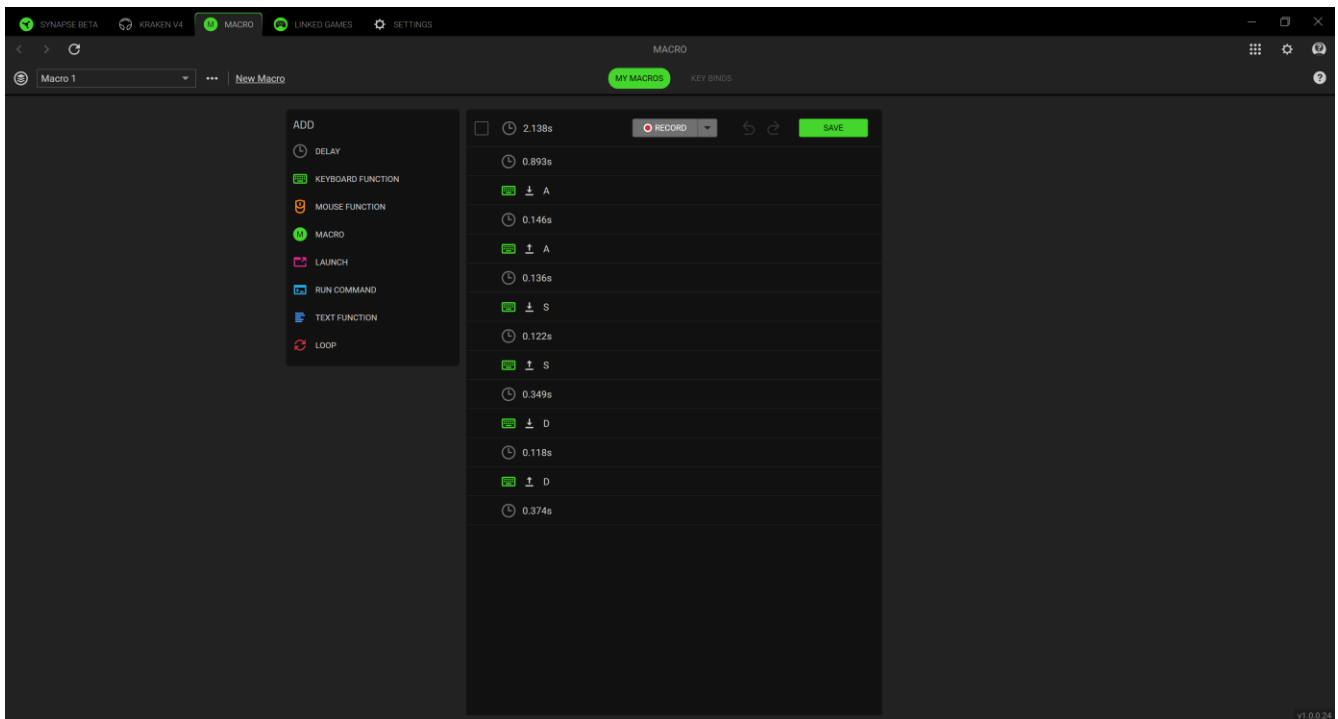 SYNAPSE BETA KRAKEN V4 M MACRO LINKED GAMES SETTINGS
MACRO
Macro 1 ••• New Macro MY MACROS KEY BINDS ?
ADD
DELAY
KEYBOARD FUNCTION
MOUSE FUNCTION
M MACRO
LAUNCH
RUN COMMAND
TEXT FUNCTION
LOOP
2.138s RECORD SAVE
0.893s
A
0.146s
A
0.136s
S
0.122s
S
0.349s
D
0.118s
D
0.374s
v1.0.0.24